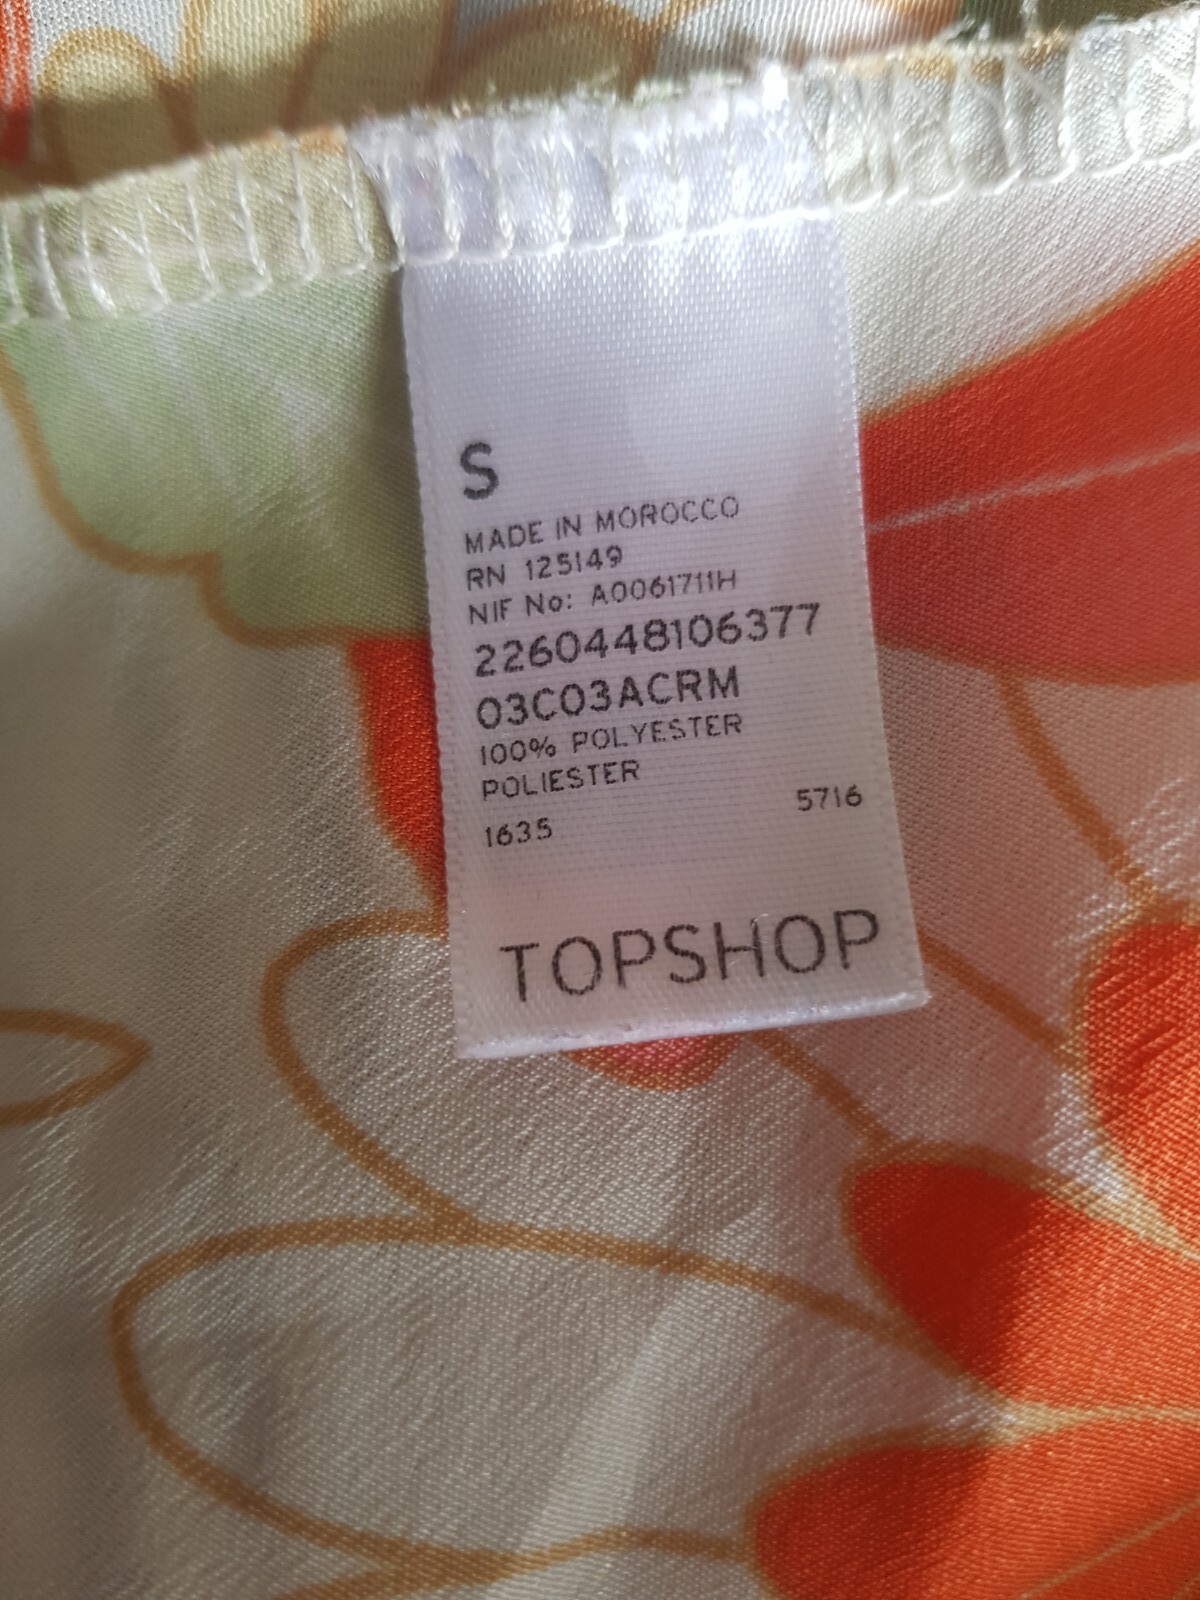 S
MADE IN MOROCCO
RN 125149
NIF No: A0061711H
2260448106377
03C03ACRM
100% POLYESTER
POLIESTER
1635 5716
TOPSHOP